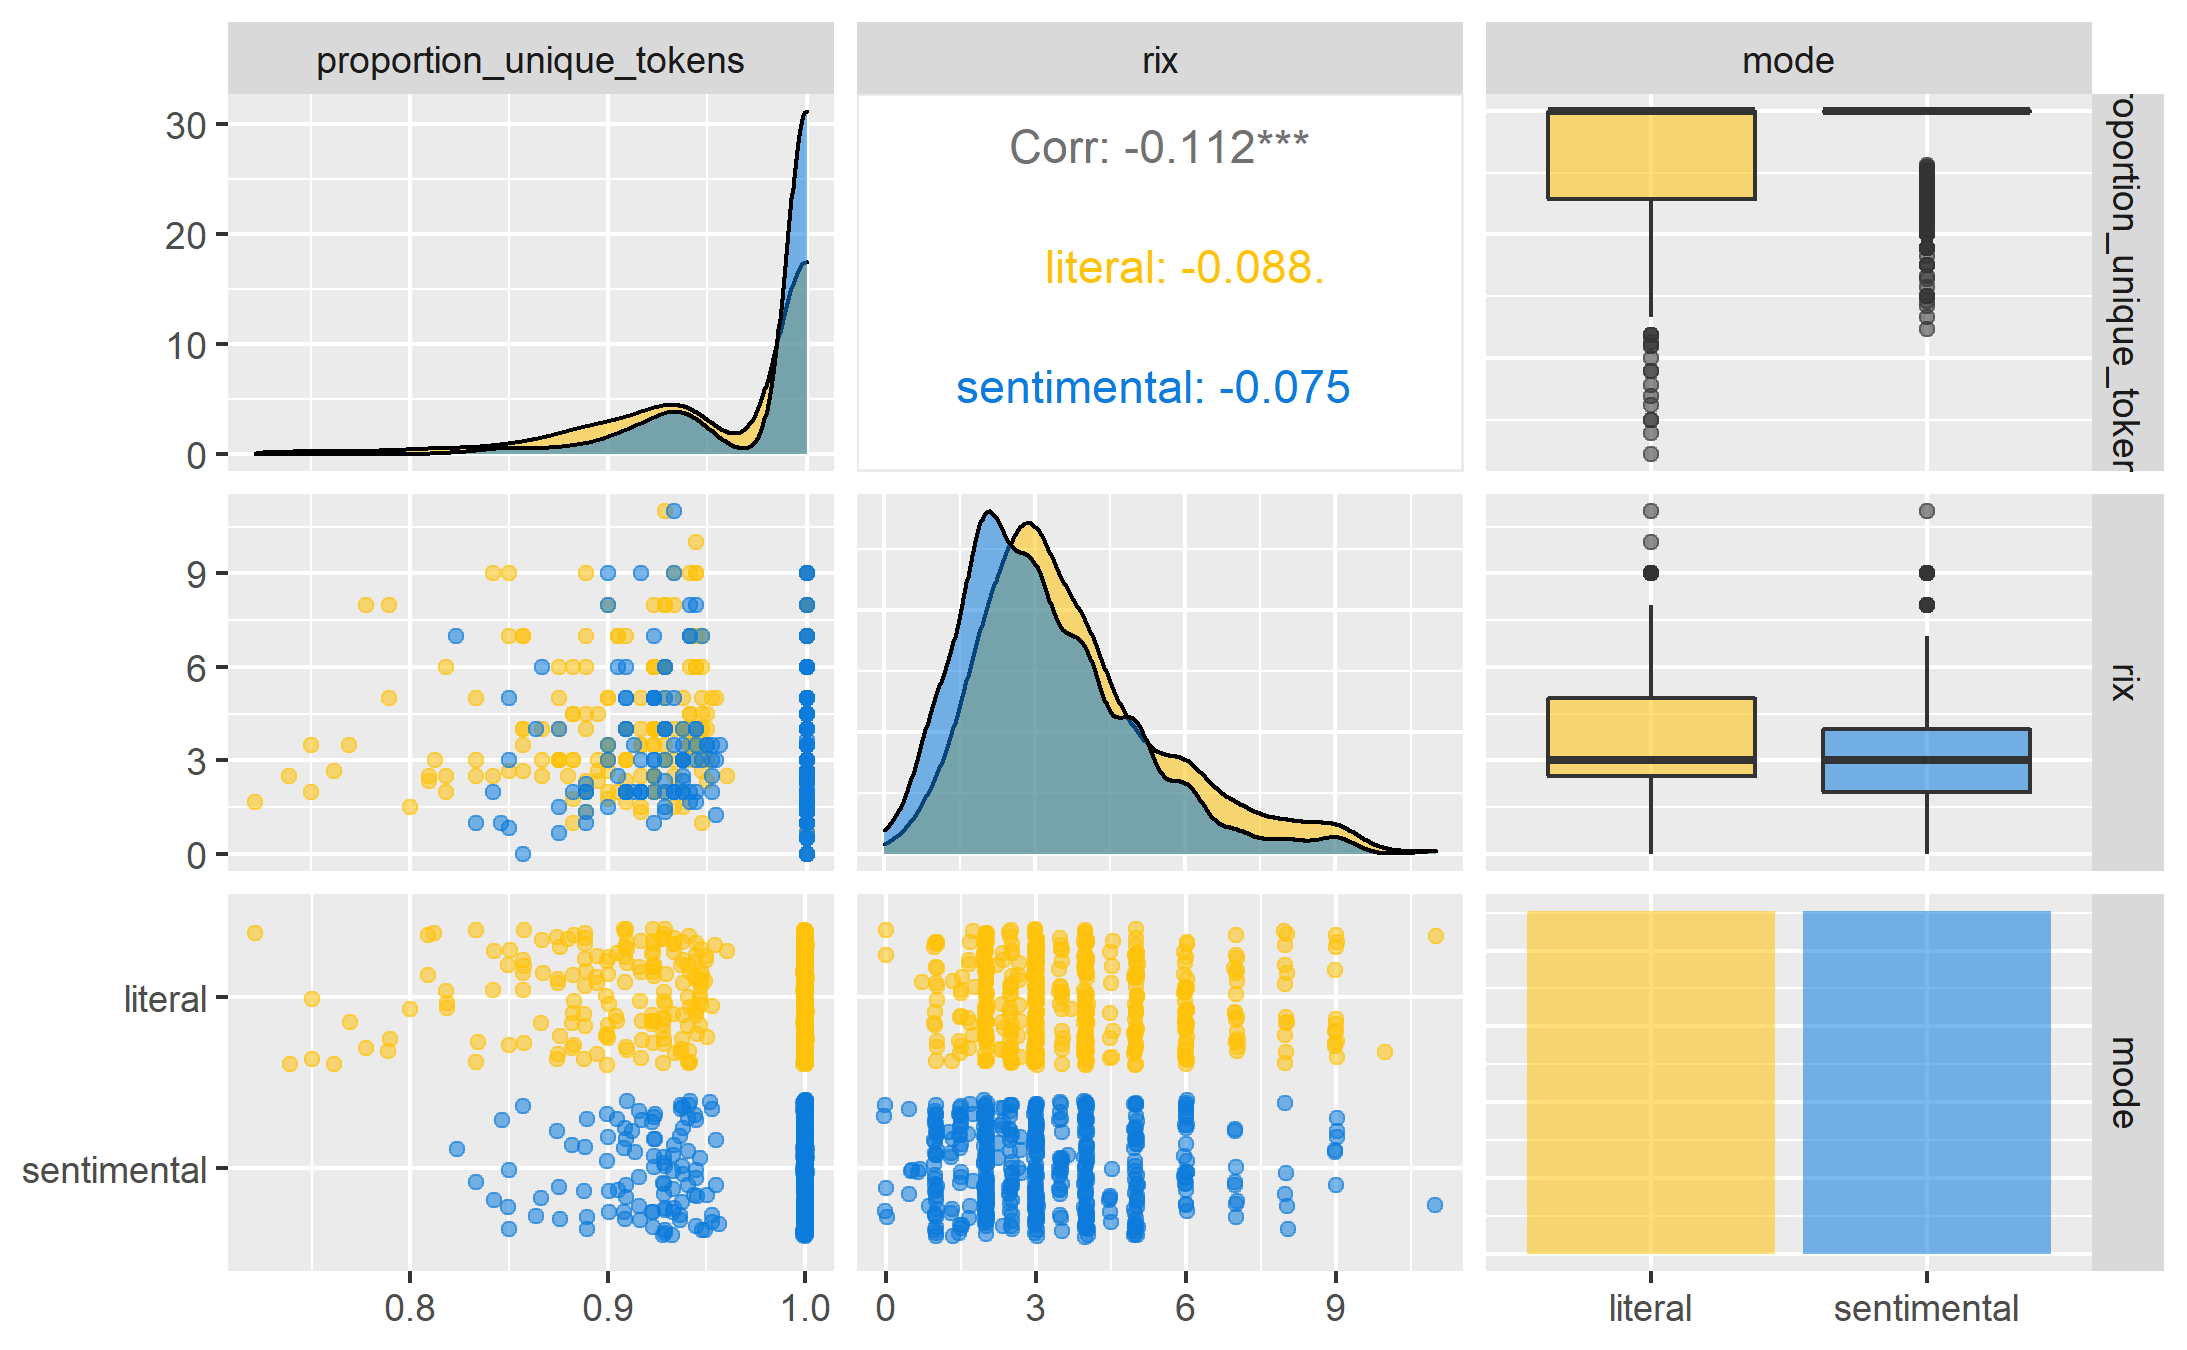 proportion_unique_tokens rix mode
30
20
10
0
Corr: -0.112***
literal: -0.088.
sentimental: -0.075
9
6
3
0
rix
literal
sentimental
mode
0.8 0.9 1.0 0 3 6 9 literal sentimental